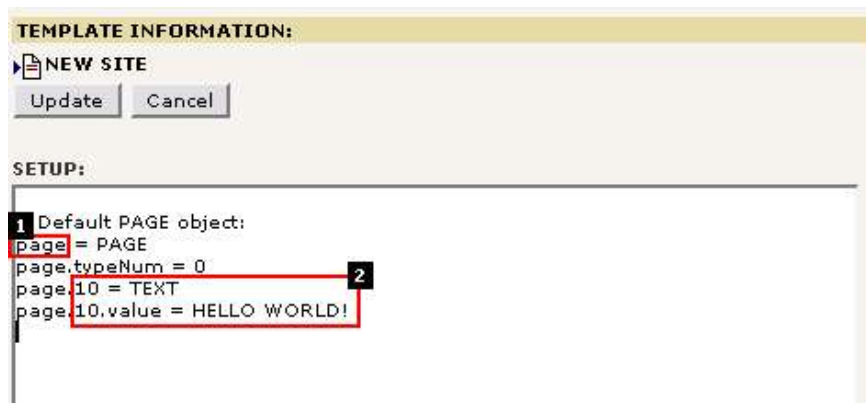 TEMPLATE INFORMATION:
NEW SITE
Update Cancel
SETUP:
1 Default PAGE object:
page = PAGE
page.typeNum = 0
2
page.10 = TEXT
page.10.value = HELLO WORLD!